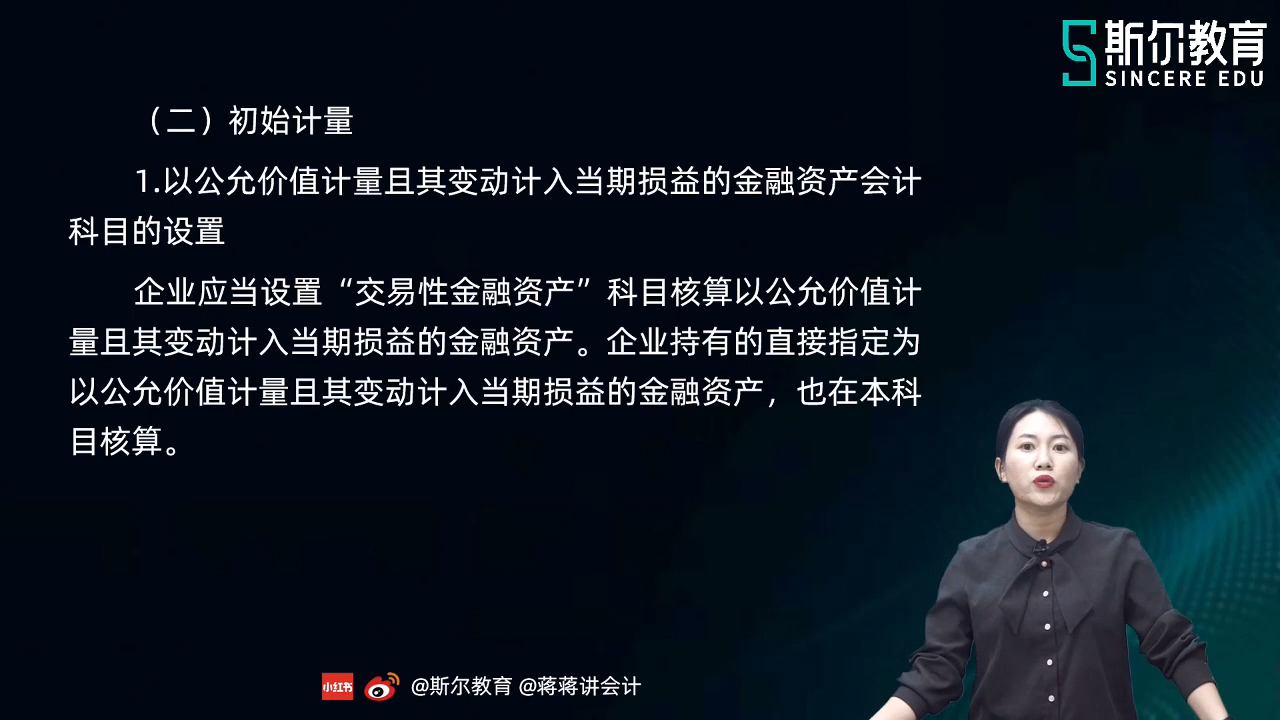 斯尔教育
SINCERE EDU
（二）初始计量
1.以公允价值计量且其变动计入当期损益的金融资产会计
科目的设置
企业应当设置“交易性金融资产”科目核算以公允价值计
量且其变动计入当期损益的金融资产。企业持有的直接指定为
以公允价值计量且其变动计入当期损益的金融资产，也在本科
目核算。
小红书 @斯尔教育 @蒋蒋讲会计